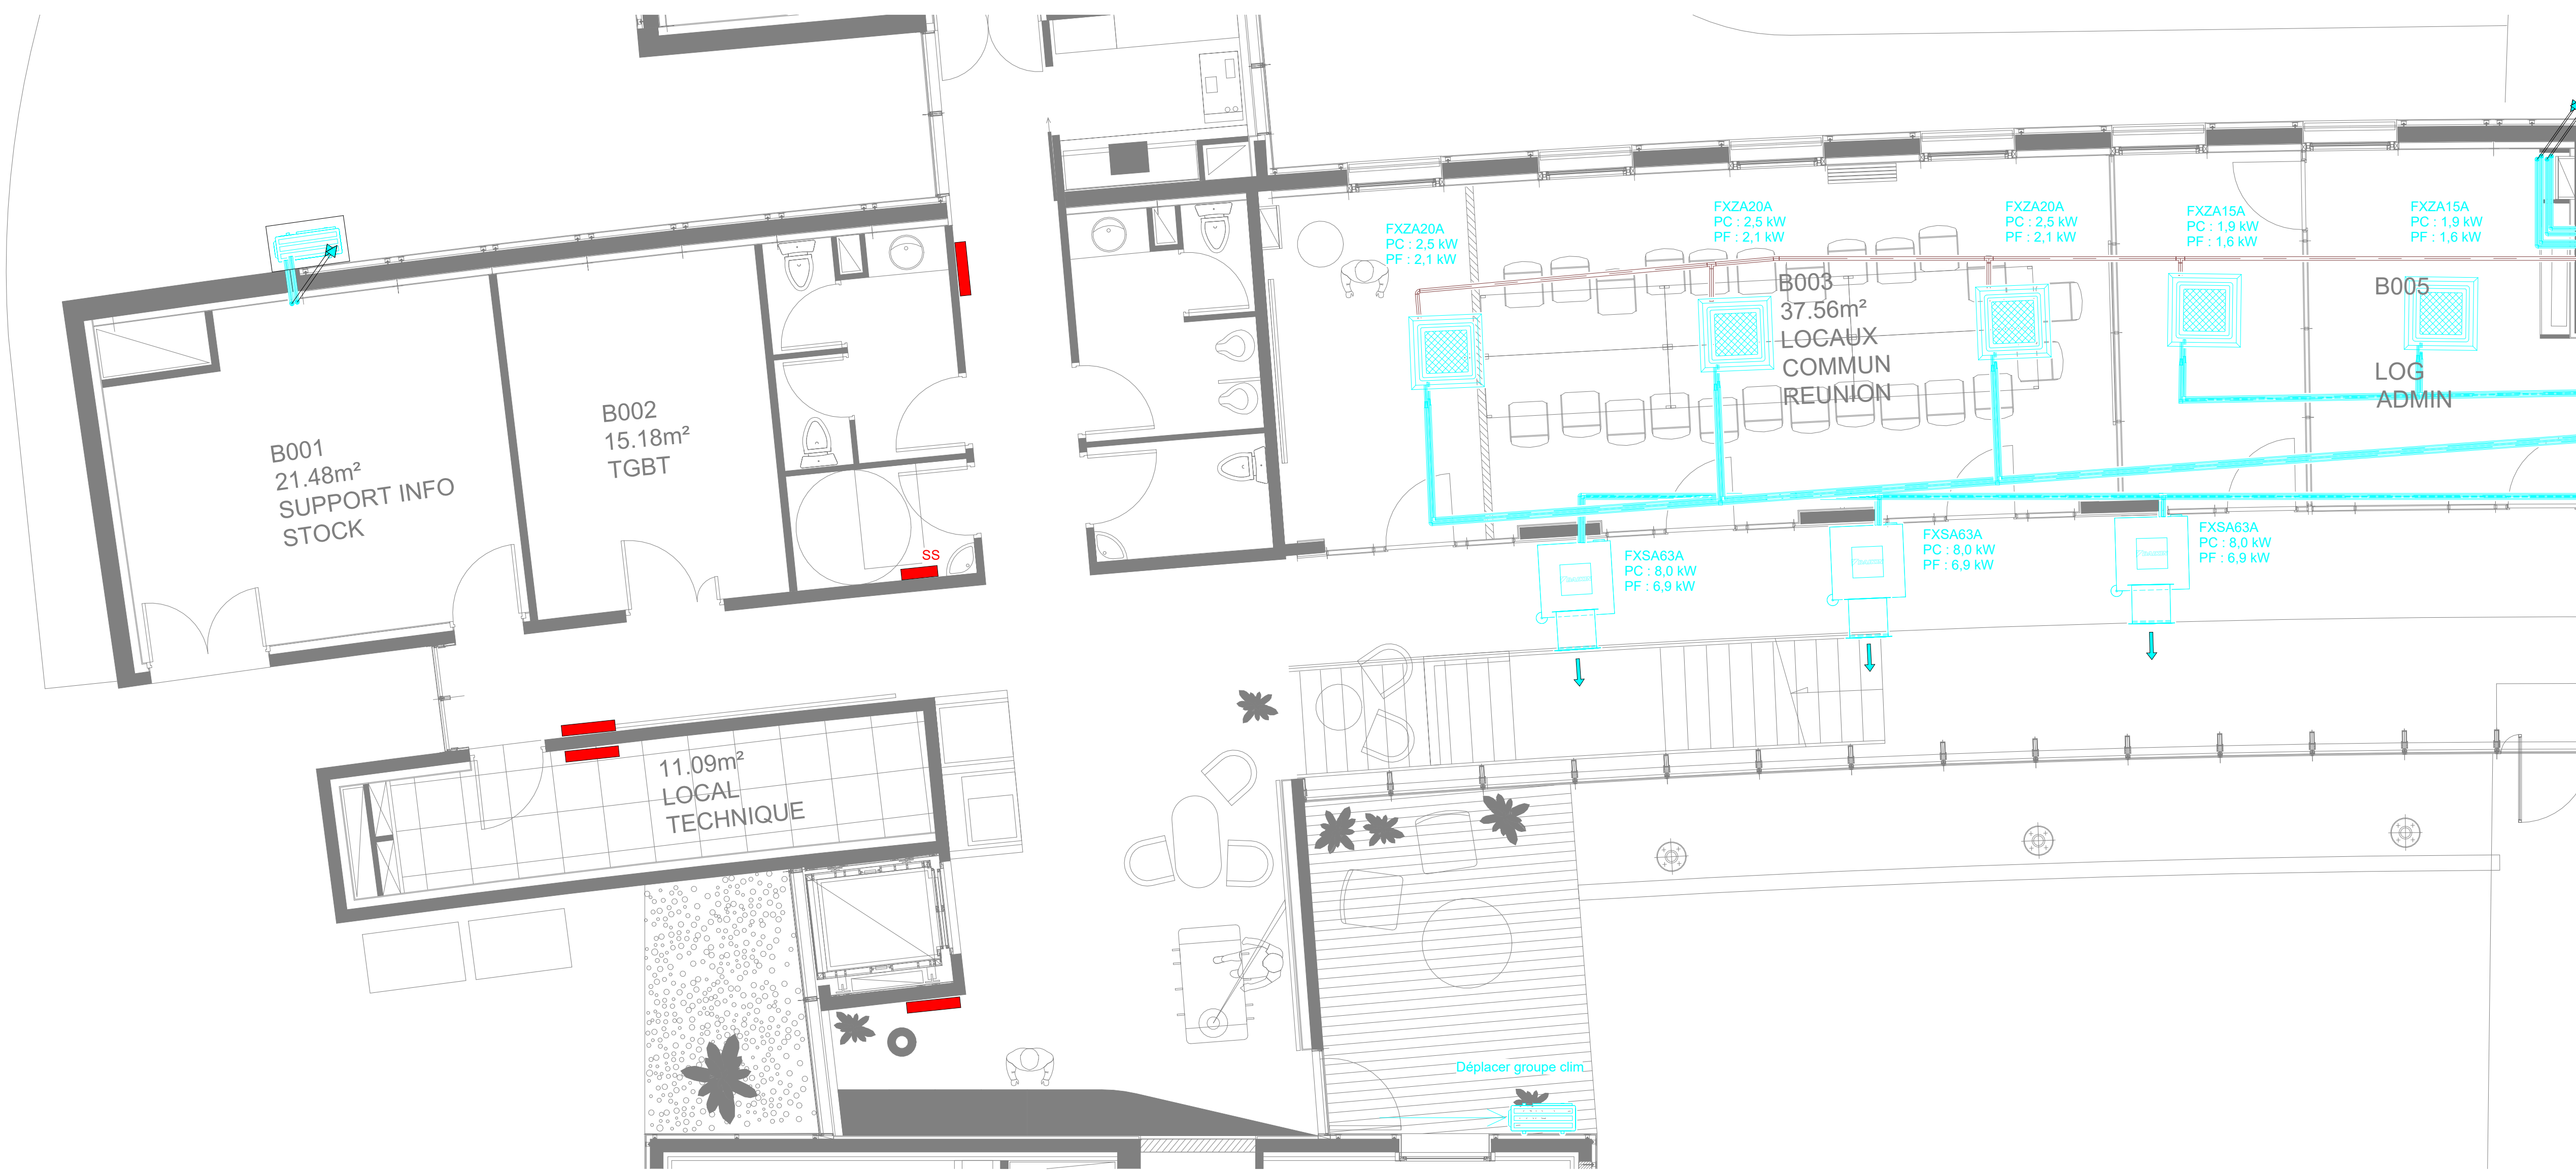 FXZA20A
PC : 2,5 kW
PF : 2,1 kW
FXZA20A
PC : 2,5 kW
PF : 2,1 kW
FXZA20A
PC : 2,5 kW
PF : 2,1 kW
FXZA15A
PC : 1,9 kW
PF : 1,6 kW
FXZA15A
PC : 1,9 kW
PF : 1,6 kW
B001
21.48m²
SUPPORT INFO
STOCK
B002
15.18m²
TGBT
SS
B003
37.56m²
LOCAUX
COMMUN
REUNION
B005
LOG
ADMIN
FXSA63A
PC : 8,0 kW
PF : 6,9 kW
FXSA63A
PC : 8,0 kW
PF : 6,9 kW
FXSA63A
PC : 8,0 kW
PF : 6,9 kW
11.09m²
LOCAL
TECHNIQUE
Déplacer groupe clim